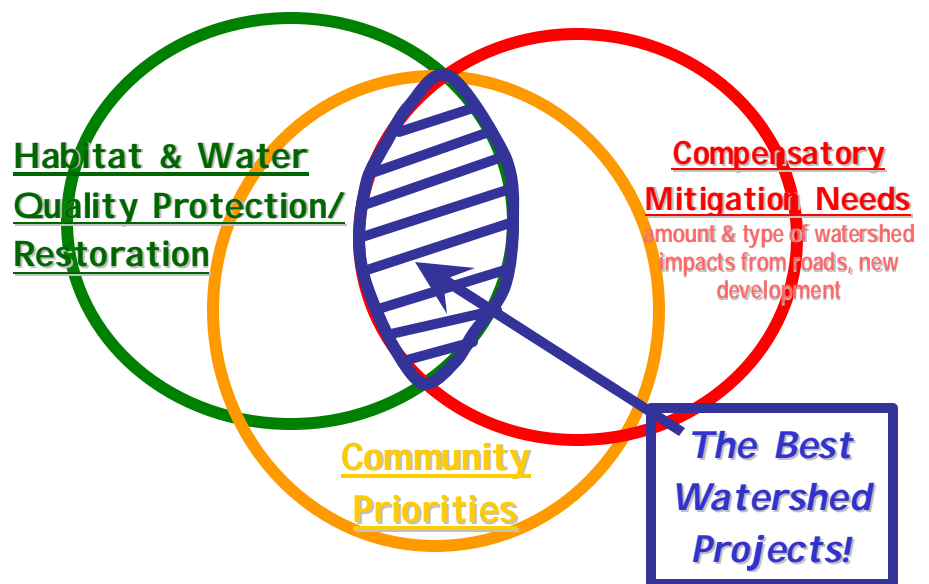 Habitat & Water
Quality Protection/
Restoration
Compensatory
Mitigation Needs
amount & type of watershed
impacts from roads, new
development
Community
Priorities
The Best
Watershed
Projects!